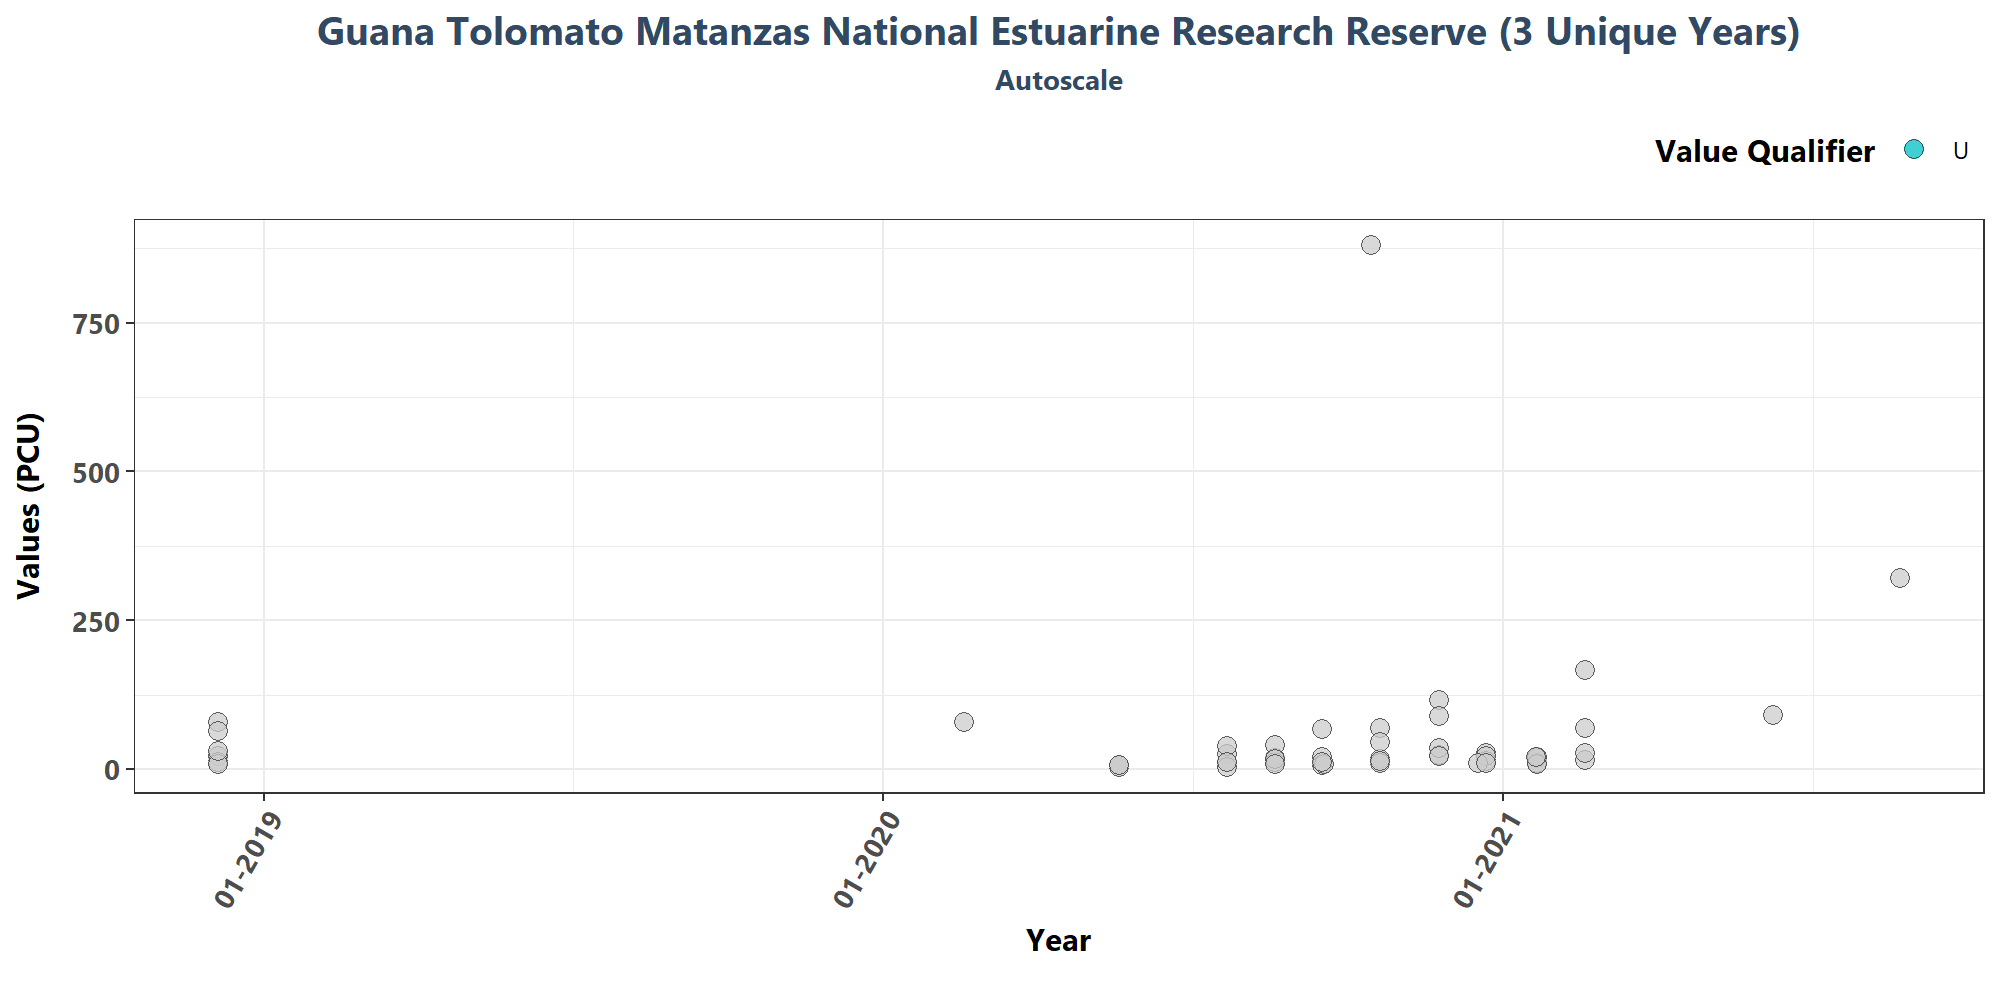 Guana Tolomato Matanzas National Estuarine Research Reserve (3 Unique Years)
Autoscale
Value Qualifier U
Values (PCU)
750
500
250
0
01-2019
01-2020
01-2021
Year